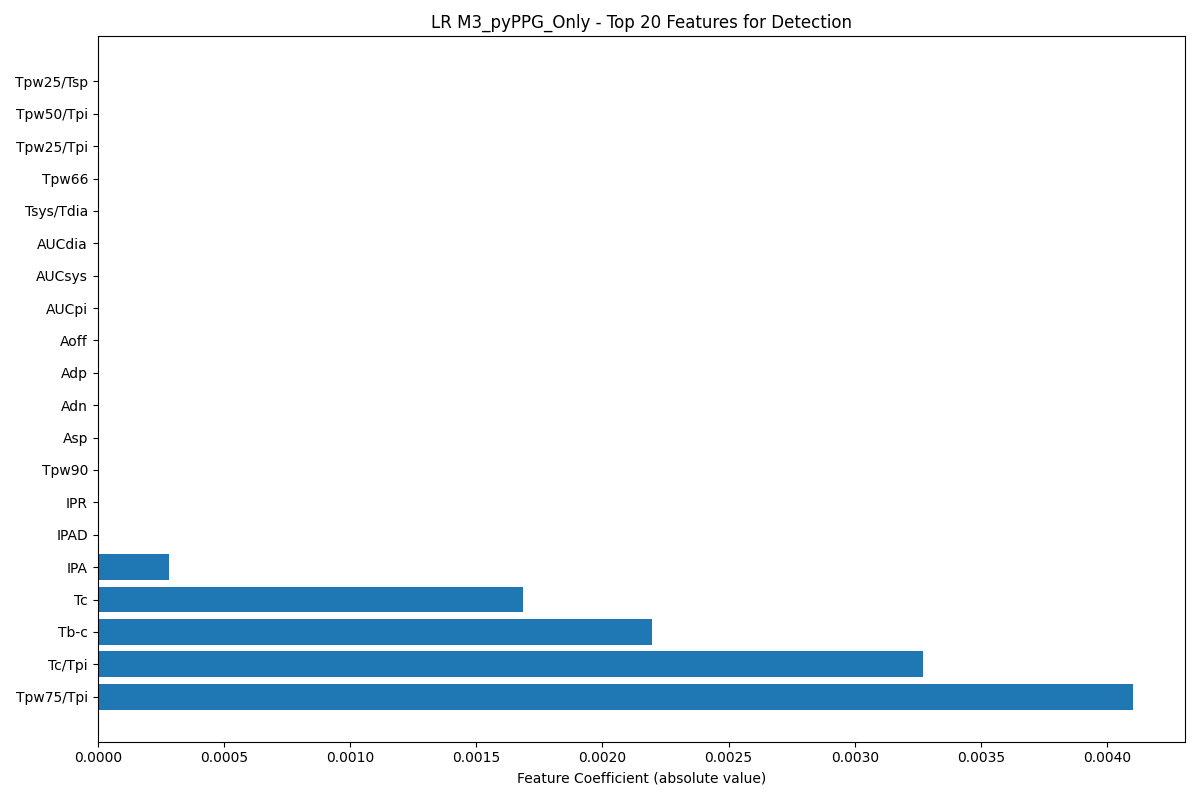 LR M3_pyPPG_Only - Top 20 Features for Detection
Tpw25/Tsp
Tpw50/Tpi
Tpw25/Tpi
Tpw66
Tsys/Tdia
AUCdia
AUCsys
AUCpi
Aoff
Adp
Adn
Asp
Tpw90
IPR
IPAD
IPA
Tc
Tb-c
Tc/Tpi
Tpw75/Tpi
0.0000 0.0005 0.0010 0.0015 0.0020 0.0025 0.0030 0.0035 0.0040
Feature Coefficient (absolute value)